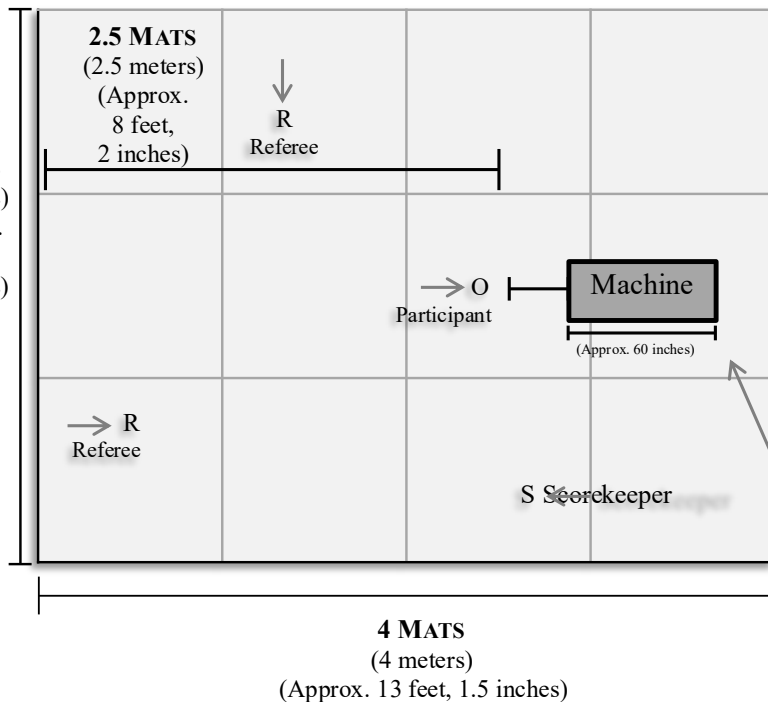 2.5 MATS
(2.5 meters)
(Approx.
8 feet,
2 inches)
R
Referee
)
.
)
O
Participant
Machine
(Approx. 60 inches)
R
Referee
S Scorekeeper
4 MATS
(4 meters)
(Approx. 13 feet, 1.5 inches)